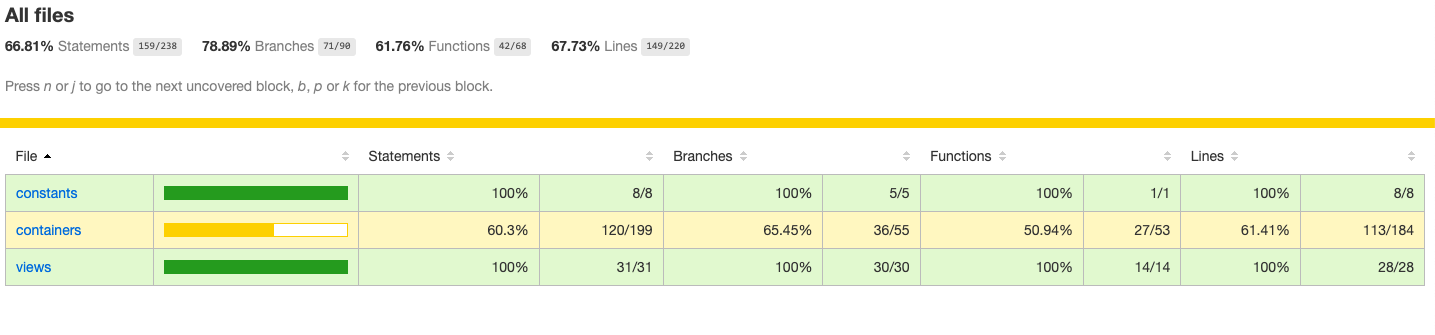 All files
66.81% Statements 159/238 78.89% Branches 71/90 61.76% Functions 42/68 67.73% Lines 149/220
Press n or j to go to the next uncovered block, b, p or k for the previous block.
File Statements Branches Functions Lines
constants 100% 8/8 100% 5/5 100% 1/1 100% 8/8
containers 60.3% 120/199 65.45% 36/55 50.94% 27/53 61.41% 113/184
views 100% 31/31 100% 30/30 100% 14/14 100% 28/28